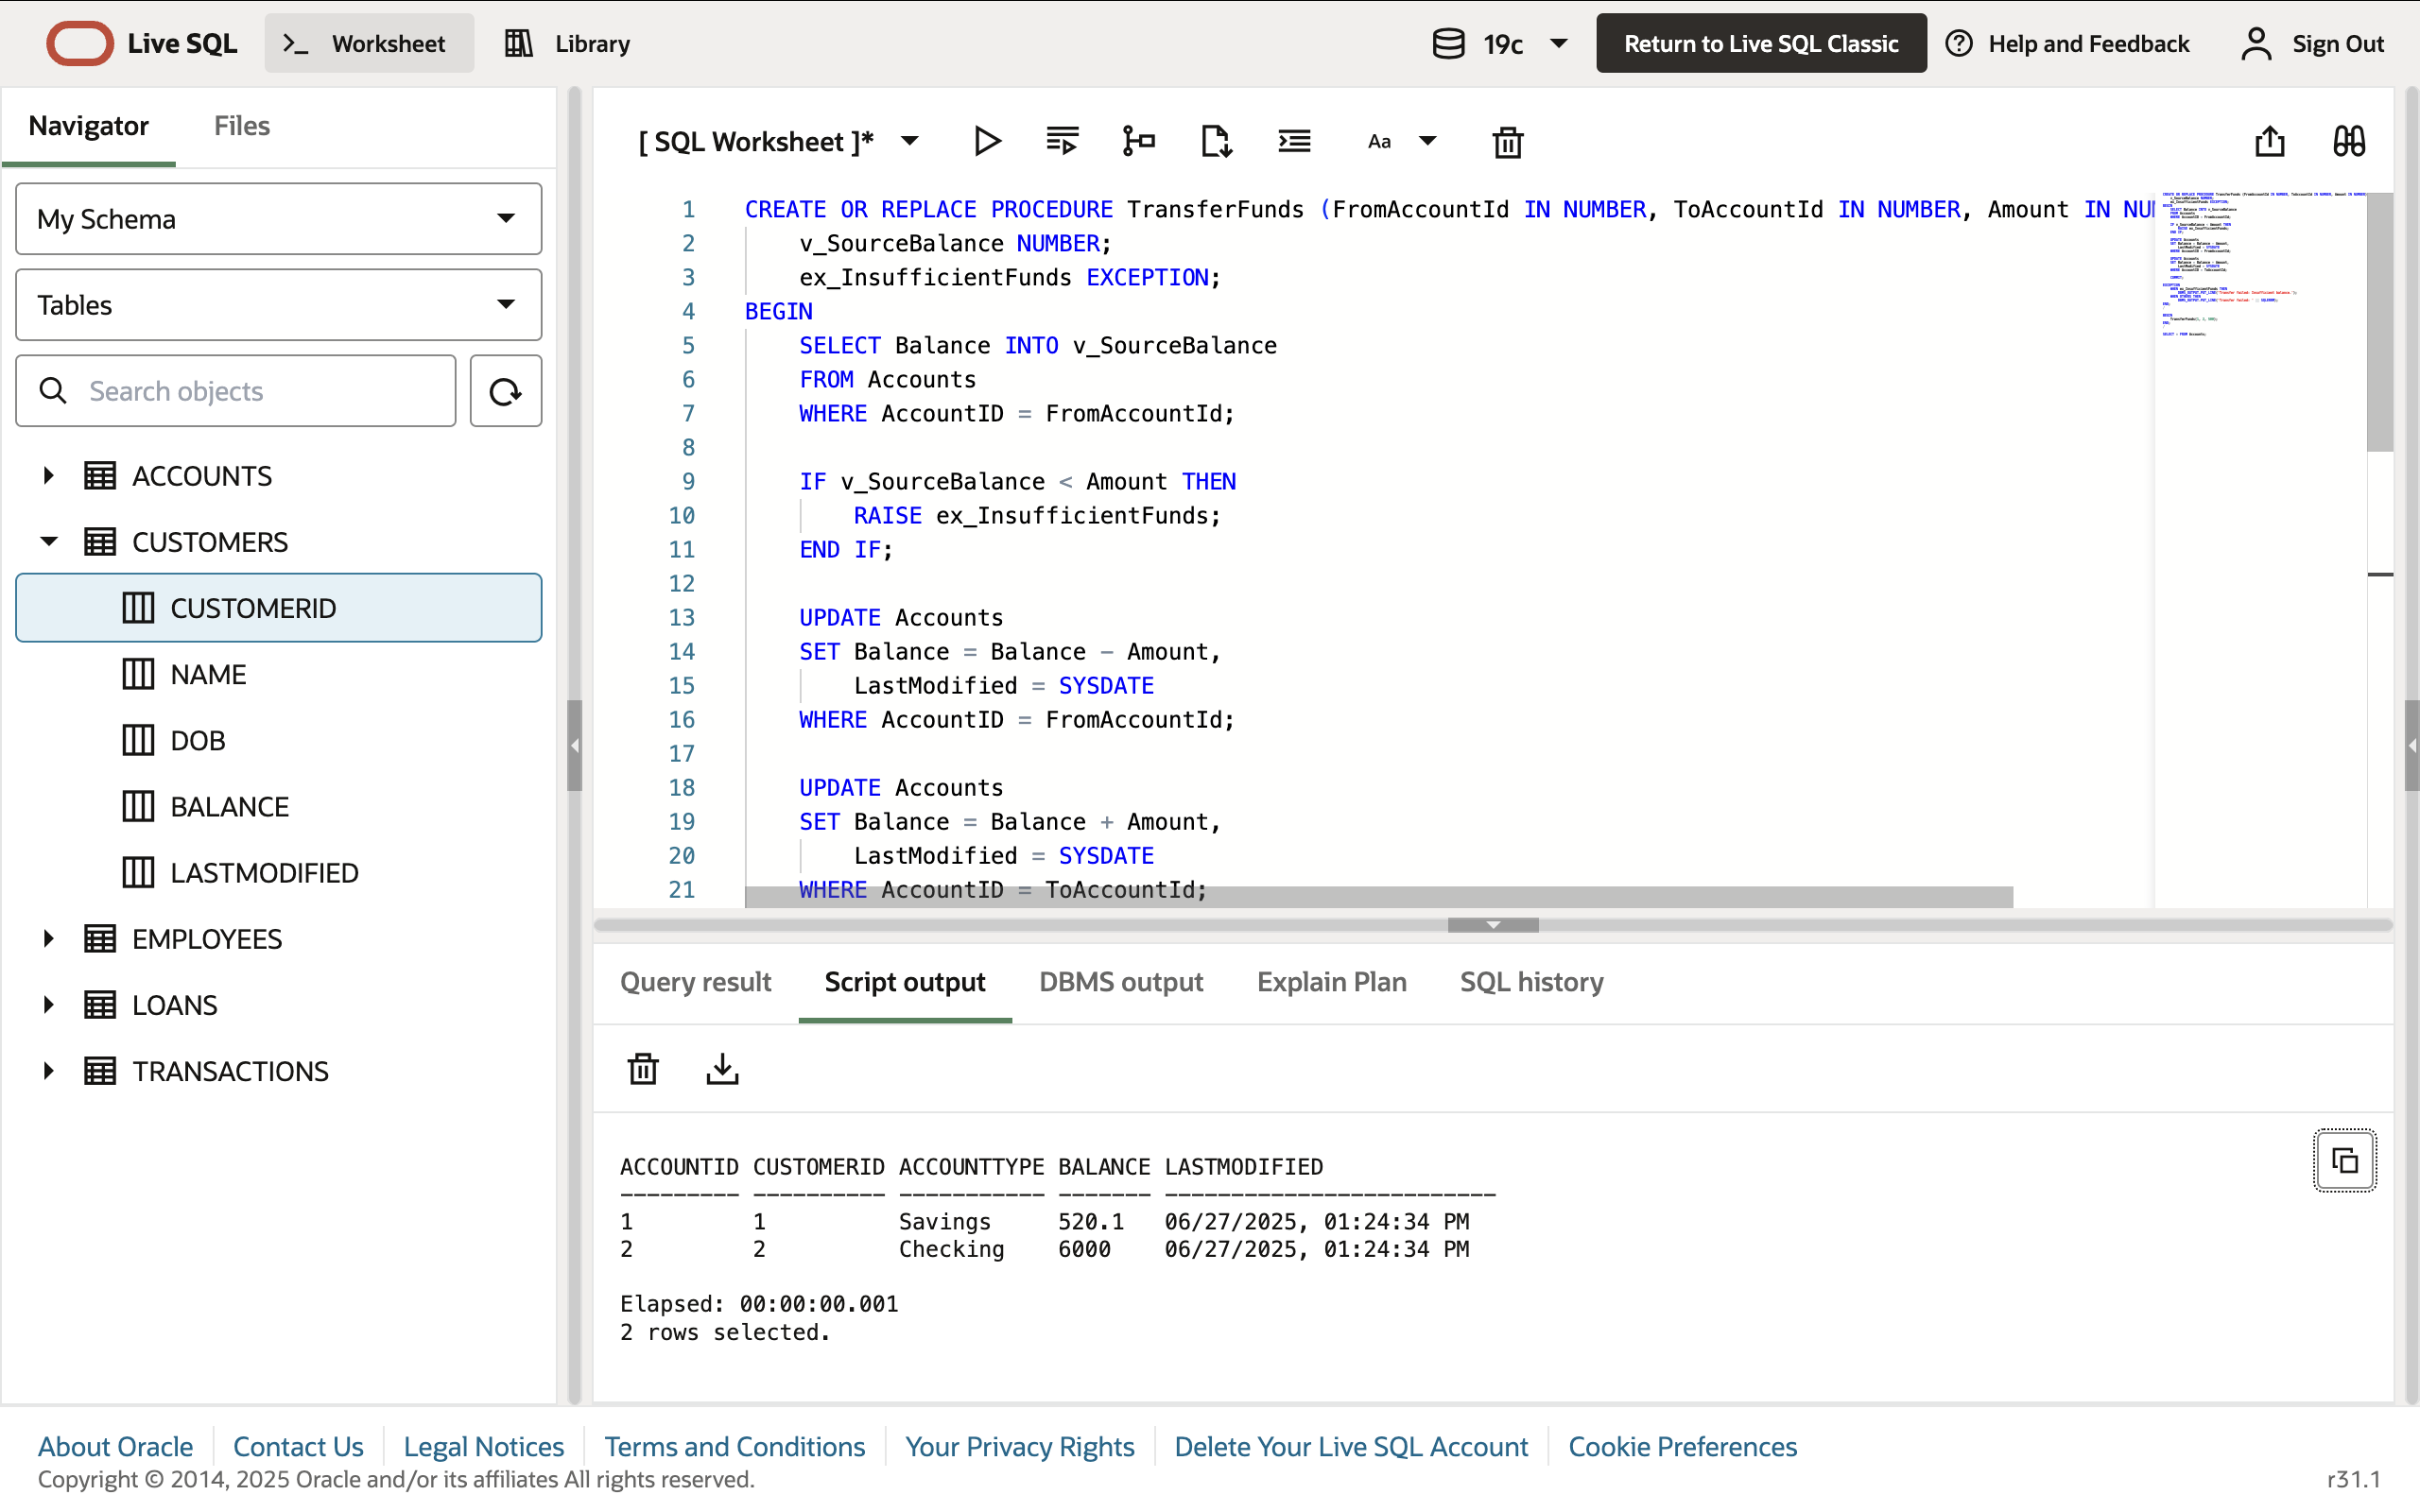 Live SQL
Worksheet
Library
19c
Return to Live SQL Classic
Help and Feedback
Sign Out
Navigator
Files
My Schema
Tables
Search objects
ACCOUNTS
CUSTOMERS
CUSTOMERID
NAME
DOB
BALANCE
LASTMODIFIED
EMPLOYEES
LOANS
TRANSACTIONS
[ SQL Worksheet ]*
Aa
1 CREATE OR REPLACE PROCEDURE TransferFunds (FromAccountId IN NUMBER, ToAccountId IN NUMBER, Amount IN NU
2 v_SourceBalance NUMBER;
3 ex_InsufficientFunds EXCEPTION;
4 BEGIN
5 SELECT Balance INTO v_SourceBalance
6 FROM Accounts
7 WHERE AccountID = FromAccountId;
8
9 IF v_SourceBalance < Amount THEN
10 RAISE ex_InsufficientFunds;
11 END IF;
12
13 UPDATE Accounts
14 SET Balance = Balance - Amount,
15 LastModified = SYSDATE
16 WHERE AccountID = FromAccountId;
17
18 UPDATE Accounts
19 SET Balance = Balance + Amount,
20 LastModified = SYSDATE
21 WHERE AccountID = ToAccountId;
Query result
Script output
DBMS output
Explain Plan
SQL history
ACCOUNTID CUSTOMERID ACCOUNTTYPE BALANCE LASTMODIFIED
--------- ---------- ----------- ------- -------------------------
1 1 Savings 520.1 06/27/2025, 01:24:34 PM
2 2 Checking 6000 06/27/2025, 01:24:34 PM
Elapsed: 00:00:00.001
2 rows selected.
About Oracle
Contact Us
Legal Notices
Terms and Conditions
Your Privacy Rights
Delete Your Live SQL Account
Cookie Preferences
Copyright © 2014, 2025 Oracle and/or its affiliates All rights reserved.
r31.1